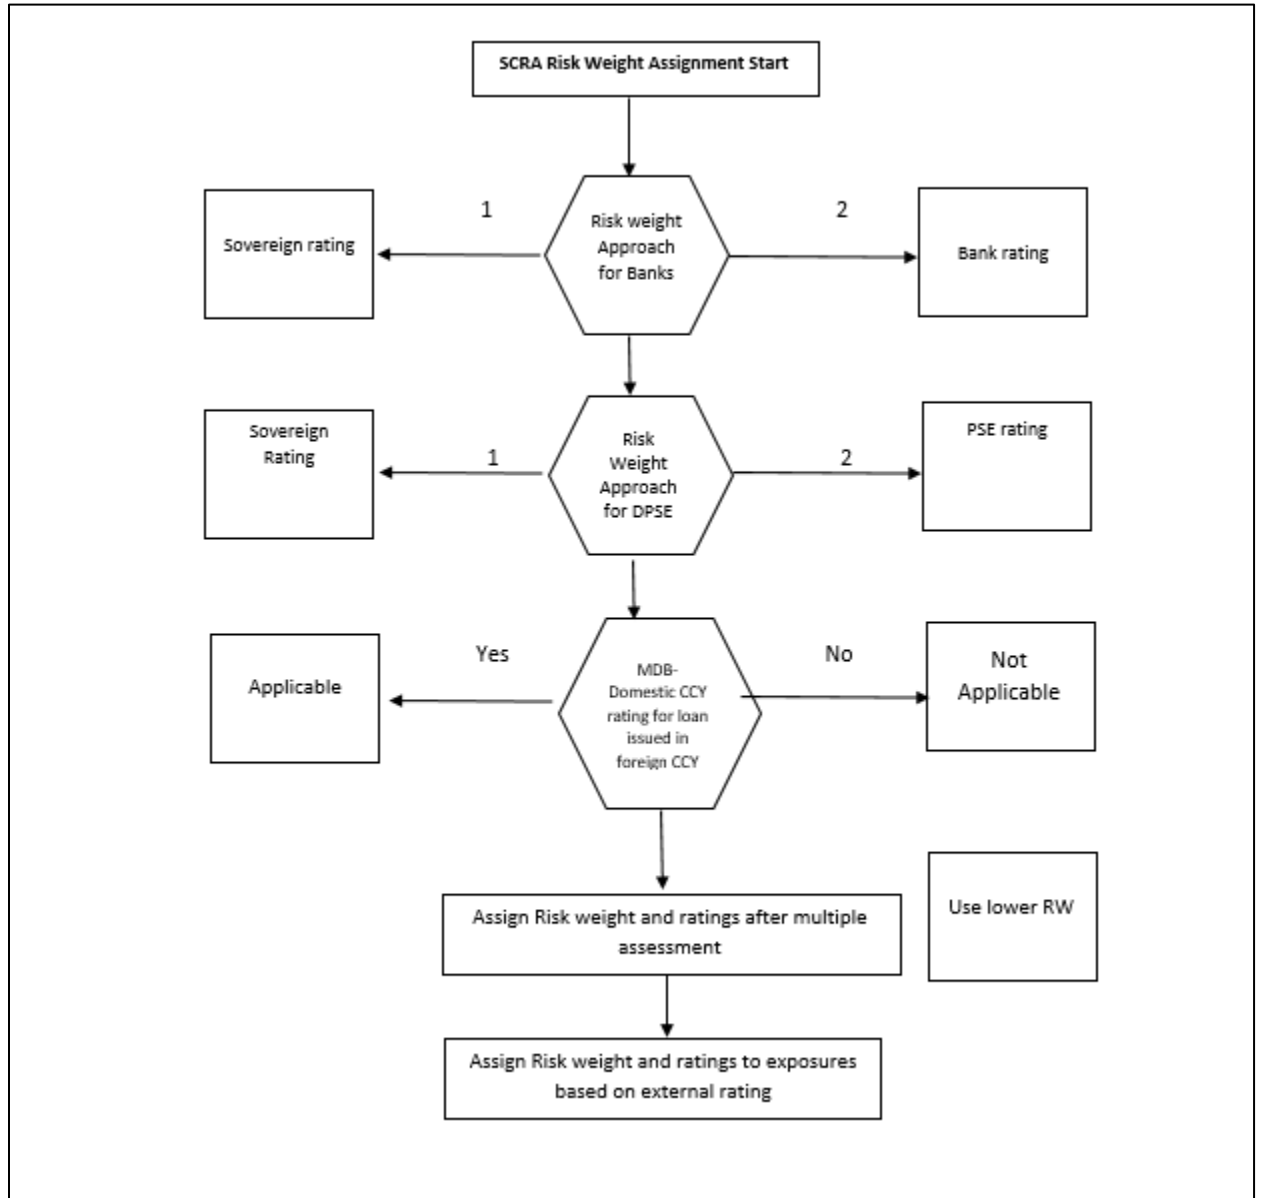 SCRA Risk Weight Assignment Start
1
2
Sovereign rating
Risk weight
Approach
for Banks
Bank rating
Sovereign
Rating
1
Risk
Weight
Approach
for DPSE
2
PSE rating
Yes
No
Applicable
MDB-
Domestic CCY
rating for loan
issued in
foreign CCY
Not
Applicable
Assign Risk weight and ratings after multiple
assessment
Use lower RW
Assign Risk weight and ratings to exposures
based on external rating